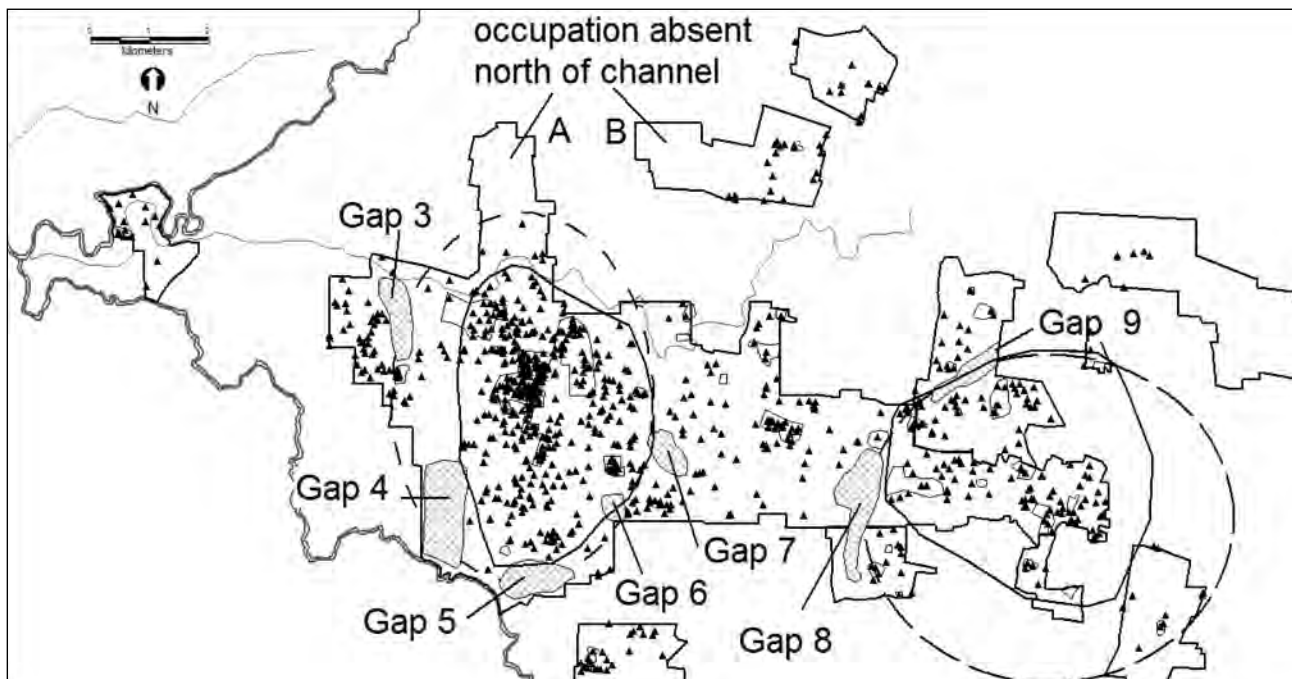 occupation absent
north of channel
kilometers
N
A B
Gap 3
Gap 9
Gap 4
Gap 7
Gap 6
Gap 5
Gap 8